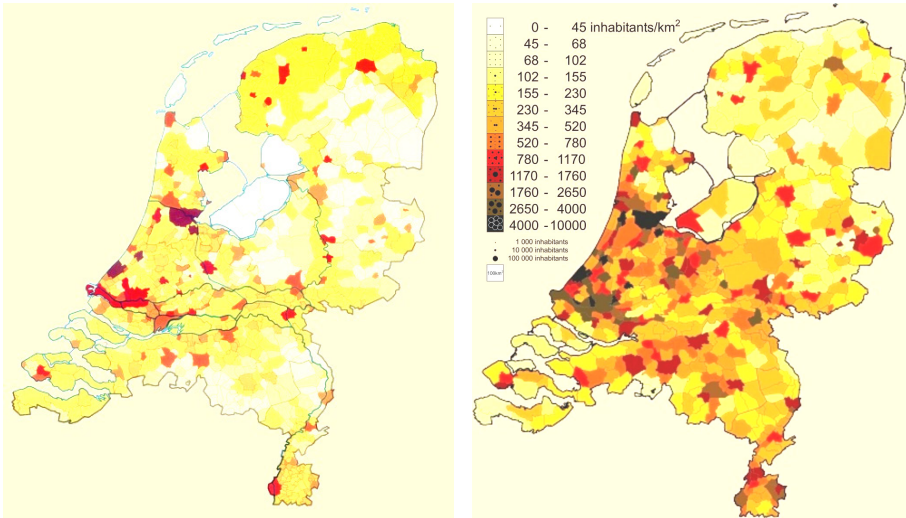 0 - 45 inhabitants/km²
45 - 68
68 - 102
102 - 155
155 - 230
230 - 345
345 - 520
520 - 780
780 - 1170
1170 - 1760
1760 - 2650
2650 - 4000
4000 -10000
1 000 inhabitants
10 000 inhabitants
100 000 inhabitants
100km²